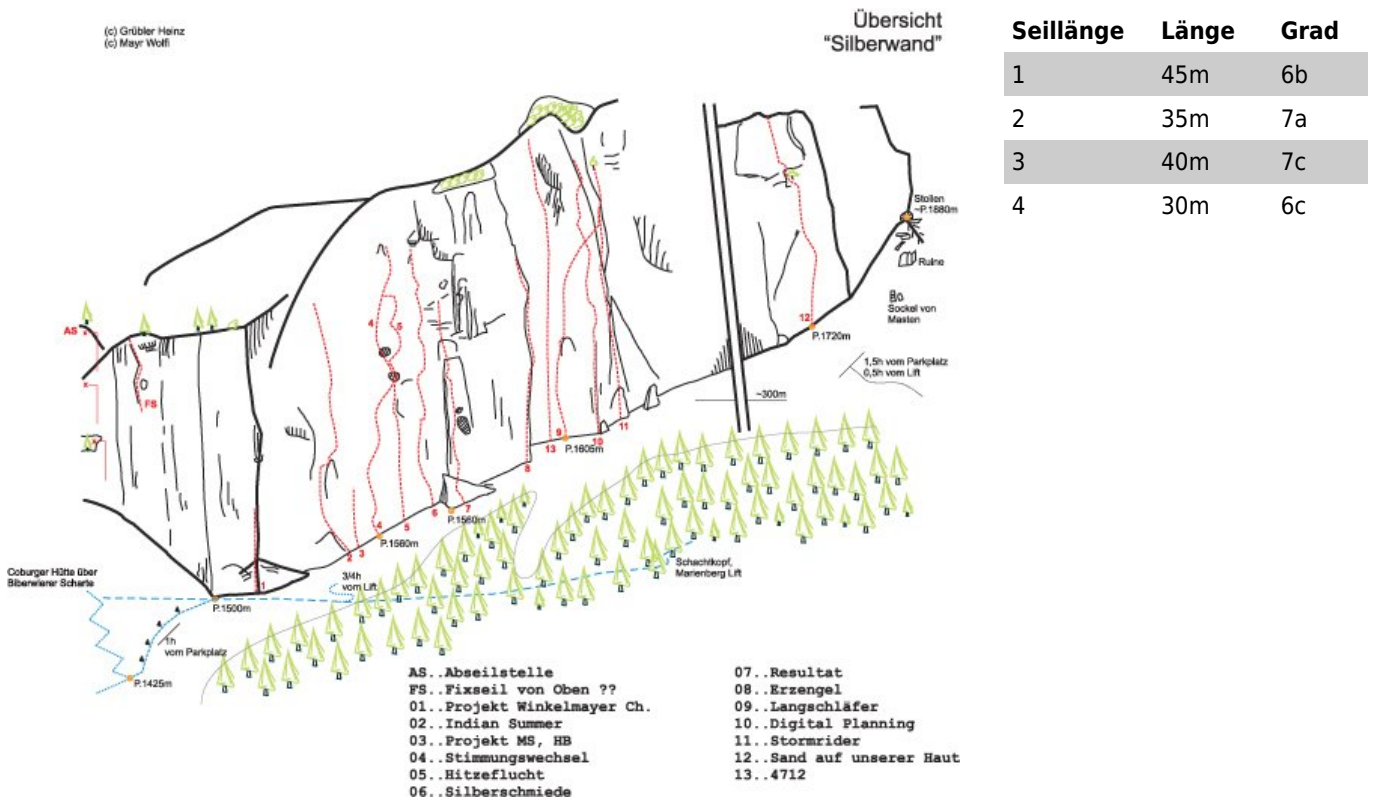 (c) Grübler Heinz
(c) Mayr Wolfi
Übersicht
"Silberwand"
Seillänge Länge Grad
1 45m 6b
2 35m 7a
3 40m 7c
4 30m 6c
Stollen
~P.1880m
Ruine
Sockel von
Masten
12
P.1720m
1,5h vom Parkplatz
0,5h vom Lift
~300m
AS
FS
4
5
11
9
13
10
P.1605m
8
6
7
P.1560m
5
4
P.1560m
3
2
1
Coburger Hütte über
Biberwierer Scharte
3/4h
vom Lift
Schachtkopf,
Marienberg Lift
P.1500m
1h
vom Parkplatz
P.1425m
AS..Abseilstelle
FS..Fixseil von Oben ??
01..Projekt Winkelmayer Ch.
02..Indian Summer
03..Projekt MS, HB
04..Stimmungswechsel
05..Hitzeflucht
06..Silberschmiede
07..Resultat
08..Erzengel
09..Langschläfer
10..Digital Planning
11..Stormrider
12..Sand auf unserer Haut
13..4712